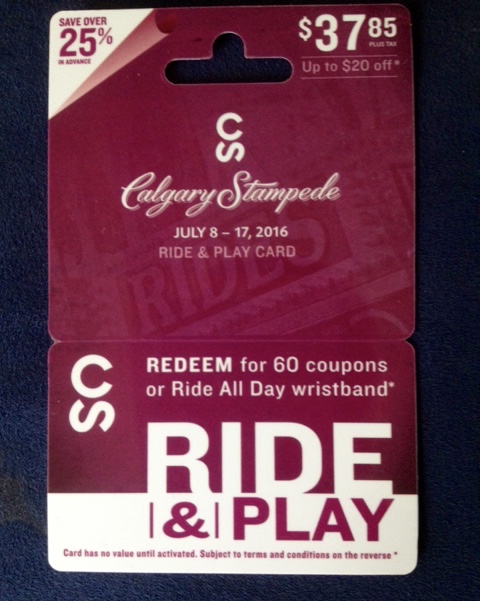 SAVE OVER
25%
IN ADVANCE
$37.85
PLUS TAX
Up to $20 off*
CS
Calgary Stampede
JULY 8 – 17, 2016
RIDE & PLAY CARD
RIDES
CS
REDEEM for 60 coupons
or Ride All Day wristband*
RIDE
|&| PLAY
Card has no value until activated. Subject to terms and conditions on the reverse*